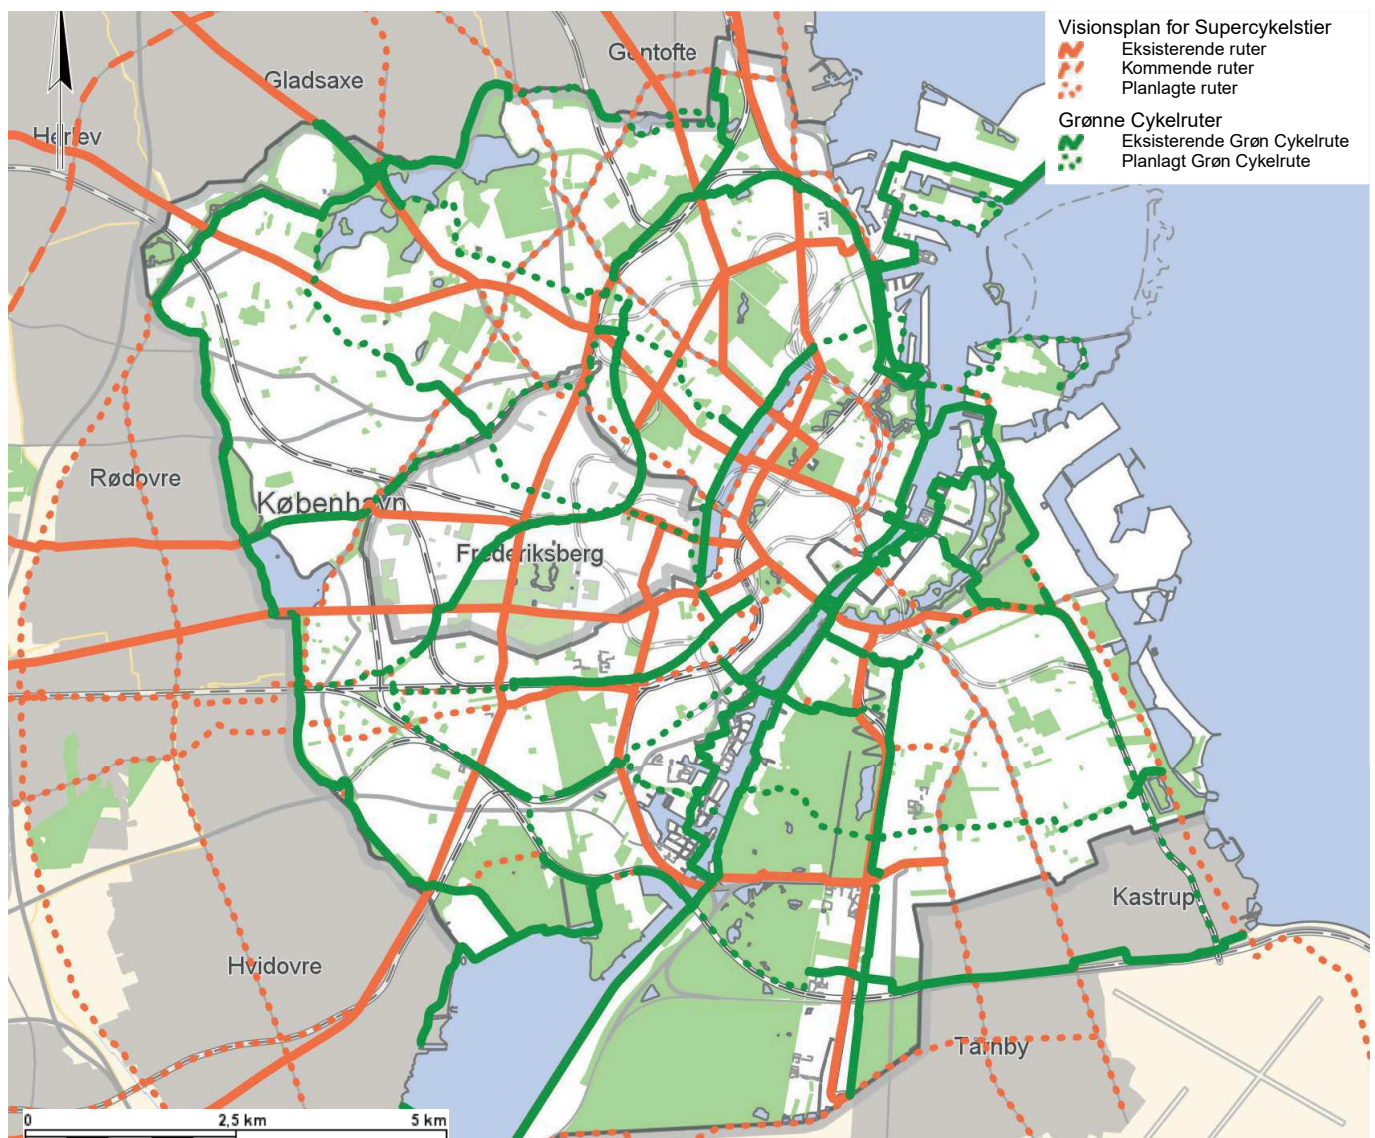 Visionsplan for Supercykelstier
Eksisterende ruter
Kommende ruter
Planlagte ruter
Grønne Cykelruter
Eksisterende Grøn Cykelrute
Planlagt Grøn Cykelrute
Gentofte
Gladsaxe
Herlev
Rødovre
København
Frederiksberg
Kastrup
Hvidovre
Tårnby
0 2,5 km 5 km